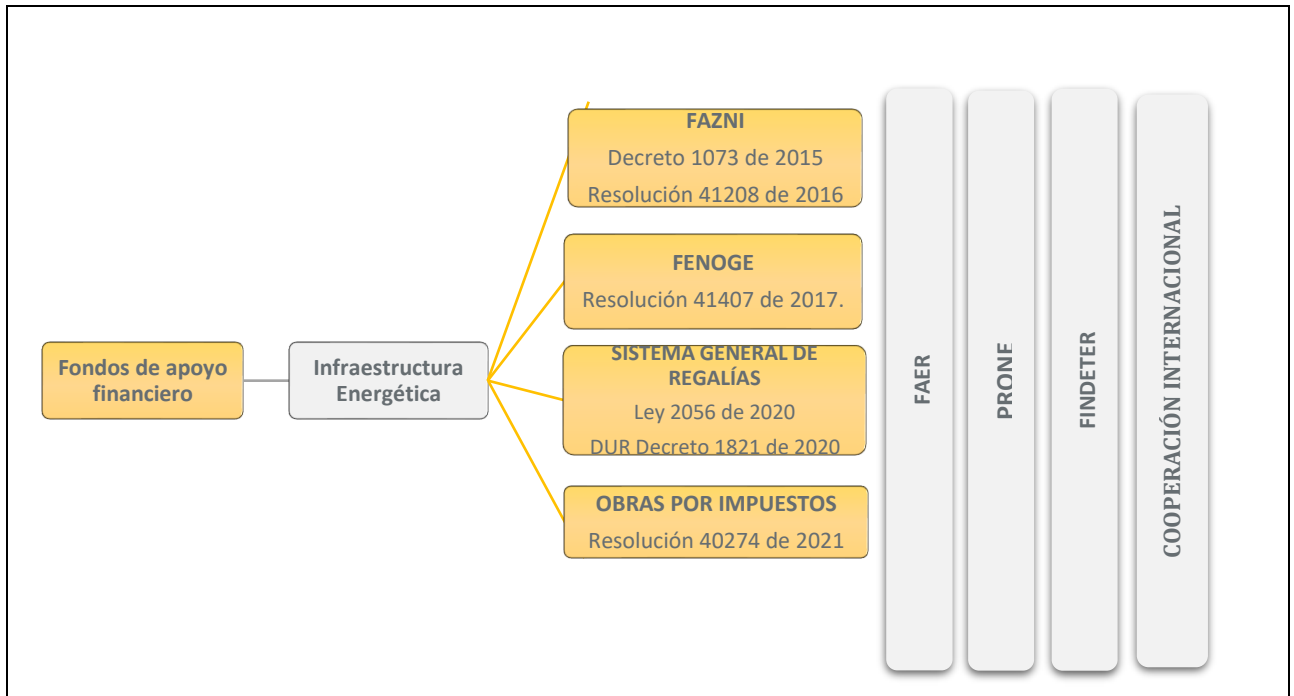 Fondos de apoyo
financiero
Infraestructura
Energética
FAZNI
Decreto 1073 de 2015
Resolución 41208 de 2016
FENOGE
Resolución 41407 de 2017.
SISTEMA GENERAL DE
REGALÍAS
Ley 2056 de 2020
DUR Decreto 1821 de 2020
OBRAS POR IMPUESTOS
Resolución 40274 de 2021
FAER
PRONE
FINDETER
COOPERACIÓN INTERNACIONAL